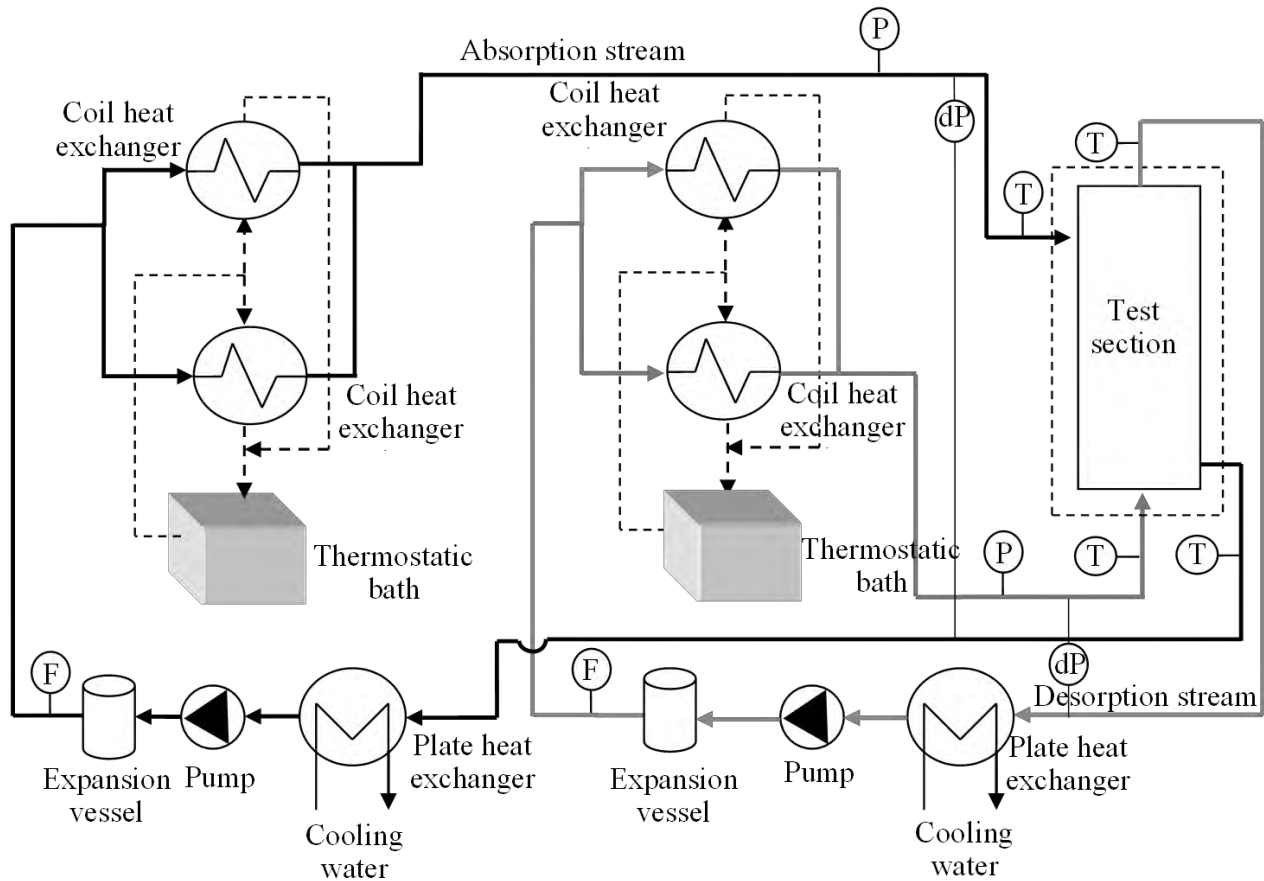 Absorption stream
P
Coil heat
exchanger
Coil heat
exchanger
dP
T
T
Test
section
Coil heat
exchanger
Coil heat
exchanger
Thermostatic
bath
Thermostatic
bath
P
T
T
F
F
dP
Desorption stream
Expansion
vessel
Pump
Plate heat
exchanger
Cooling
water
Expansion
vessel
Pump
Plate heat
exchanger
Cooling
water